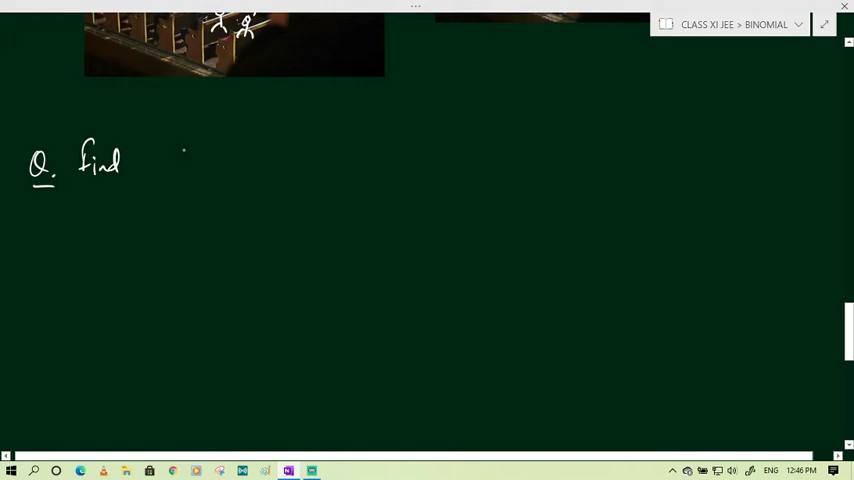 CLASS XI JEE > BINOMIAL
Q. Find
ENG 12:46 PM